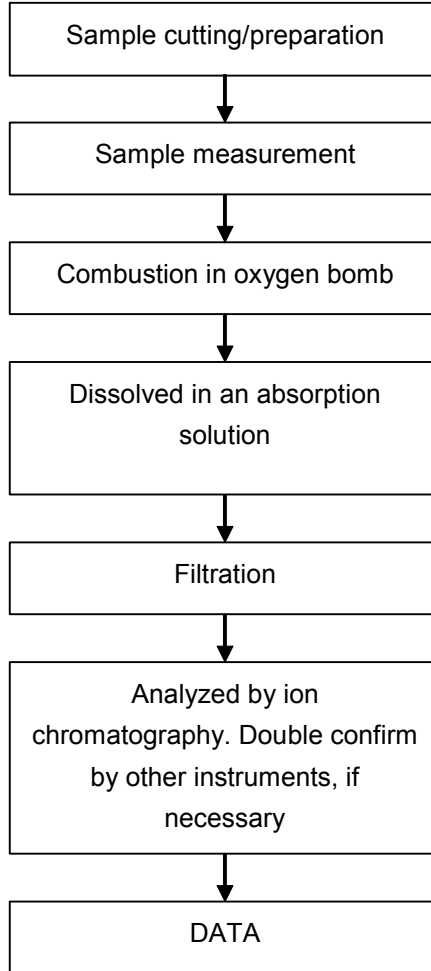 Sample cutting/preparation
Sample measurement
Combustion in oxygen bomb
Dissolved in an absorption
solution
Filtration
Analyzed by ion
chromatography. Double confirm
by other instruments, if
necessary
DATA